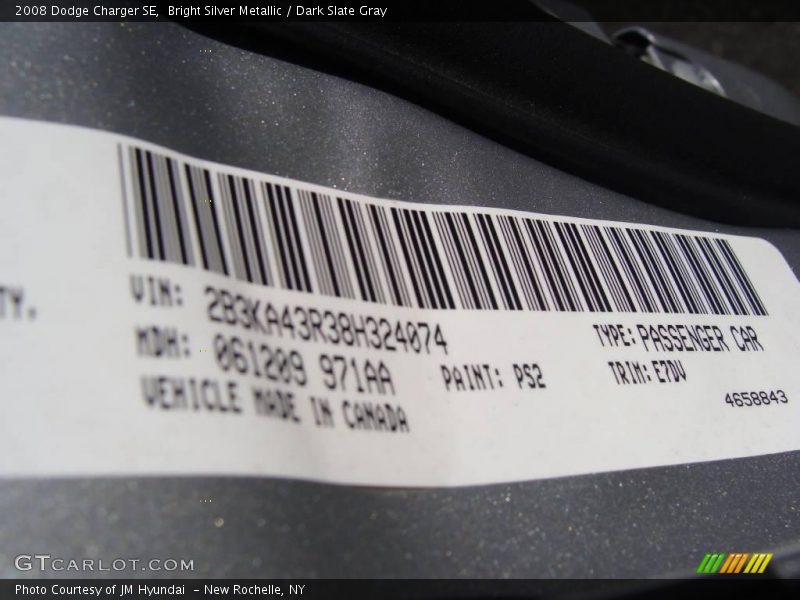 2008 Dodge Charger SE, Bright Silver Metallic / Dark Slate Gray
TY.
VIN: 2B3KA43R38H324074
MDH: 061209 971AA
VEHICLE MADE IN CANADA
PAINT: PS2
TYPE: PASSENGER CAR
TRIM: E7DV
4658843
GTCARLOT.COM
Photo Courtesy of JM Hyundai - New Rochelle, NY